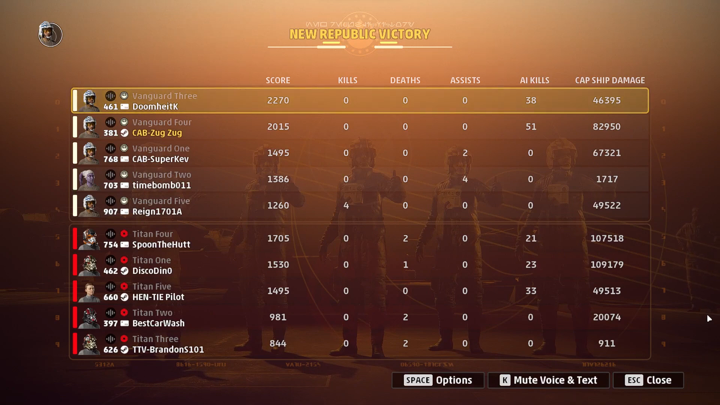 NEW REPUBLIC VICTORY
SCORE KILLS DEATHS ASSISTS AI KILLS CAP SHIP DAMAGE
Vanguard Three
461 DoomheitK 2270 0 0 0 38 46395
Vanguard Four
381 CAB-Zug Zug 2015 0 0 0 51 82950
Vanguard One
768 CAB-SuperKev 1495 0 0 2 0 67321
Vanguard Two
703 timebomb011 1386 0 0 4 0 1717
Vanguard Five
907 Reign1701A 1260 4 0 0 0 49522
Titan Four
754 SpoonTheHutt 1705 0 2 0 21 107518
Titan One
462 DiscoDin0 1530 0 1 0 23 109179
Titan Five
660 HEN-TIE Pilot 1495 0 0 0 33 49513
Titan Two
397 BestCarWash 981 0 2 0 0 20074
Titan Three
626 TTV-BrandonS101 844 0 2 0 0 911
SPACE Options K Mute Voice & Text ESC Close